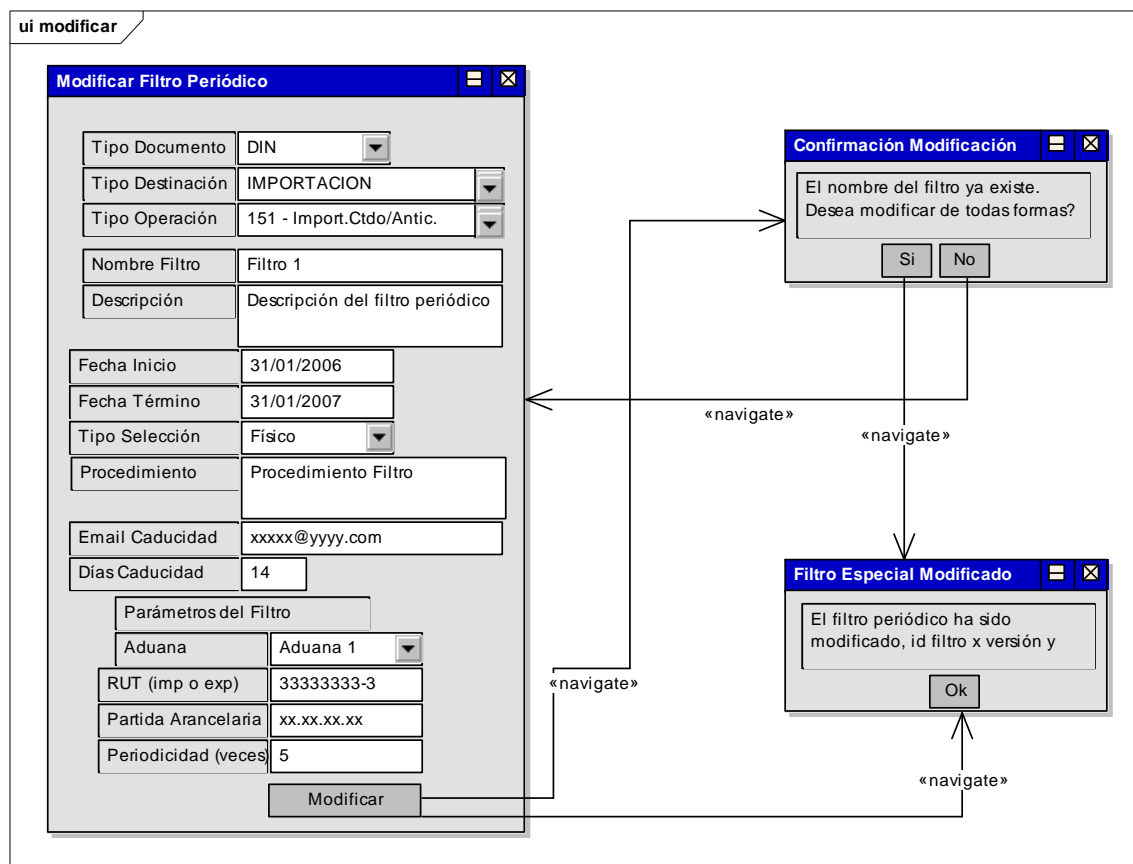 ui modificar
Modificar Filtro Periódico
Tipo Documento DIN
Tipo Destinación IMPORTACION
Tipo Operación 151 - Import.Ctdo/Antic.
Nombre Filtro Filtro 1
Descripción Descripción del filtro periódico
Fecha Inicio 31/01/2006
Fecha Término 31/01/2007
Tipo Selección Físico
Procedimiento Procedimiento Filtro
Email Caducidad xxxxx@yyyy.com
Días Caducidad 14
Parámetros del Filtro
Aduana Aduana 1
RUT (imp o exp) 33333333-3
Partida Arancelaria xx.xx.xx.xx
Periodicidad (veces) 5
Modificar
Confirmación Modificación
El nombre del filtro ya existe.
Desea modificar de todas formas?
Si No
«navigate»
«navigate»
Filtro Especial Modificado
El filtro periódico ha sido
modificado, id filtro x versión y
Ok
«navigate»
«navigate»